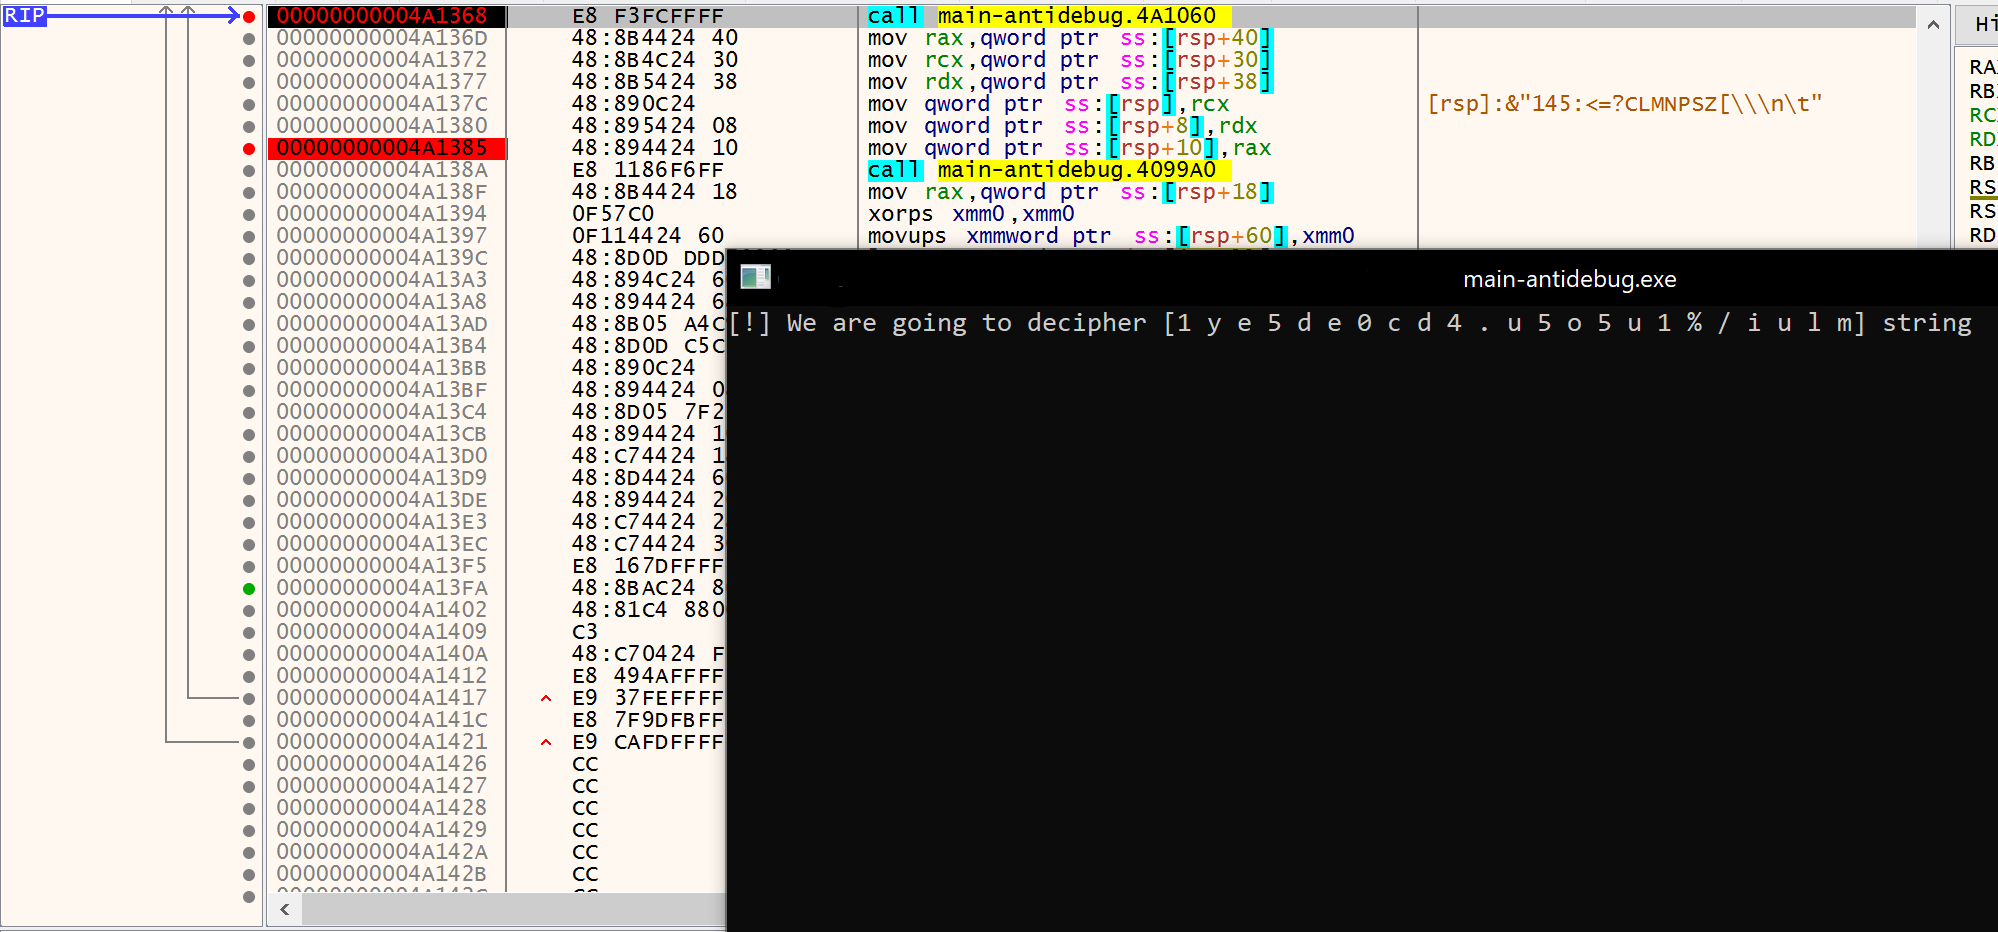 RIP 00000000004A1368 E8 F3FCFFFF call main-antidebug.4A1060 Hi
00000000004A136D 48:8B4424 40 mov rax,qword ptr ss:[rsp+40]
00000000004A1372 48:8B4C24 30 mov rcx,qword ptr ss:[rsp+30] RA
00000000004A1377 48:8B5424 38 mov rdx,qword ptr ss:[rsp+38] RB
00000000004A137C 48:890C24 mov qword ptr ss:[rsp],rcx [rsp]:&"145:<=?CLMNPSZ[\\\n\t"
00000000004A1380 48:895424 08 mov qword ptr ss:[rsp+8],rdx RC
00000000004A1385 48:894424 10 mov qword ptr ss:[rsp+10],rax RD
00000000004A138A E8 1186F6FF call main-antidebug.4099A0 RB
00000000004A138F 48:8B4424 18 mov rax,qword ptr ss:[rsp+18] RS
00000000004A1394 0F57C0 xorps xmm0,xmm0 RS
00000000004A1397 0F114424 60 movups xmmword ptr ss:[rsp+60],xmm0 RD
00000000004A139C 48:8D0D DDD
00000000004A13A3 48:894C24 6
main-antidebug.exe
00000000004A13A8 48:894424 6
00000000004A13AD 48:8B05 A4C
[!] We are going to decipher [1 y e 5 d e 0 c d 4 . u 5 o 5 u 1 % / i u l m] string
00000000004A13B4 48:8D0D C5C
00000000004A13BB 48:890C24
00000000004A13BF 48:894424 0
00000000004A13C4 48:8D05 7F2
00000000004A13CB 48:894424 1
00000000004A13D0 48:C74424 1
00000000004A13D9 48:8D4424 6
00000000004A13DE 48:894424 2
00000000004A13E3 48:C74424 2
00000000004A13EC 48:C74424 3
00000000004A13F5 E8 167DFFFF
00000000004A13FA 48:8BAC24 8
00000000004A1402 48:81C4 880
00000000004A1409 C3
00000000004A140A 48:C70424 F
00000000004A1412 E8 494AFFFF
00000000004A1417 E9 37FEFFFF
00000000004A141C E8 7F9DFBFF
00000000004A1421 E9 CAFDFFFF
00000000004A1426 CC
00000000004A1427 CC
00000000004A1428 CC
00000000004A1429 CC
00000000004A142A CC
00000000004A142B CC